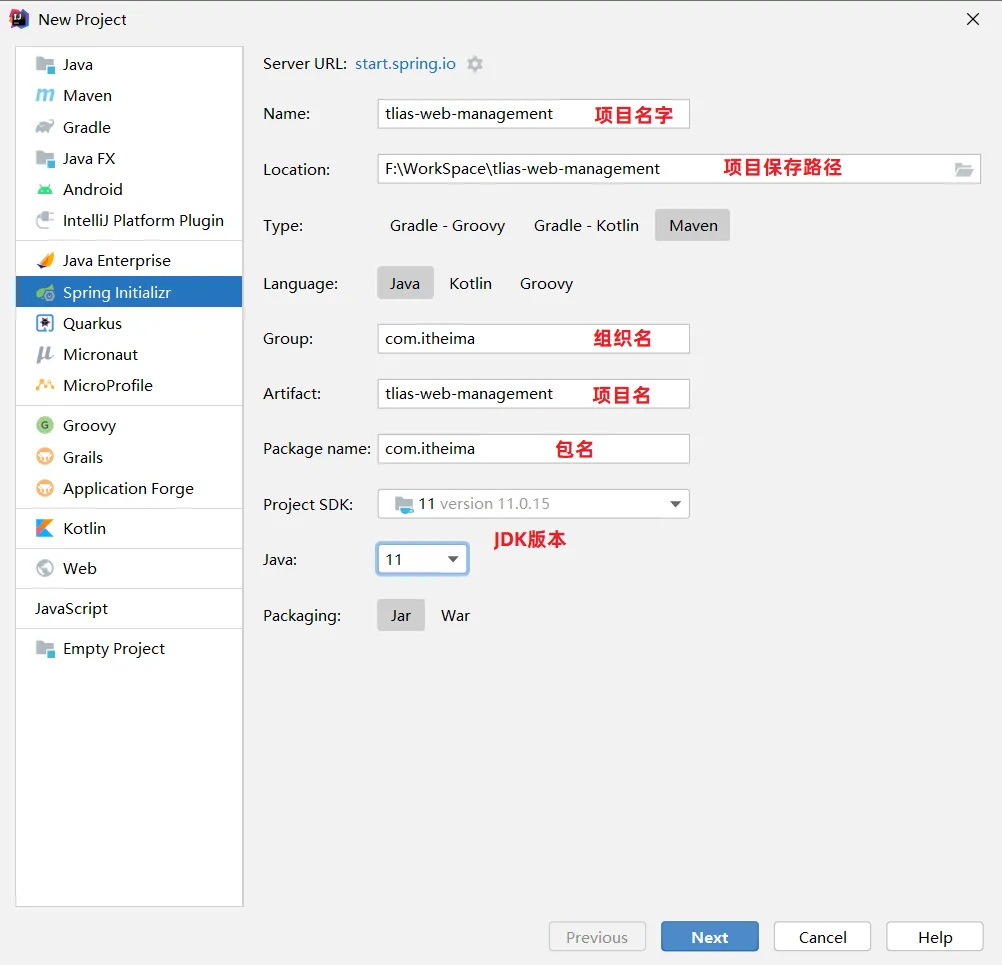 New Project
Java
Maven
Gradle
Java FX
Android
IntelliJ Platform Plugin
Java Enterprise
Spring Initializr
Quarkus
Micronaut
MicroProfile
Groovy
Grails
Application Forge
Kotlin
Web
JavaScript
Empty Project
Server URL: start.spring.io
Name: tlias-web-management 项目名字
Location: F:\WorkSpace\tlias-web-management 项目保存路径
Type: Gradle - Groovy Gradle - Kotlin Maven
Language: Java Kotlin Groovy
Group: com.itheima 组织名
Artifact: tlias-web-management 项目名
Package name: com.itheima 包名
Project SDK: 11 version 11.0.15
JDK版本
Java: 11
Packaging: Jar War
Previous Next Cancel Help